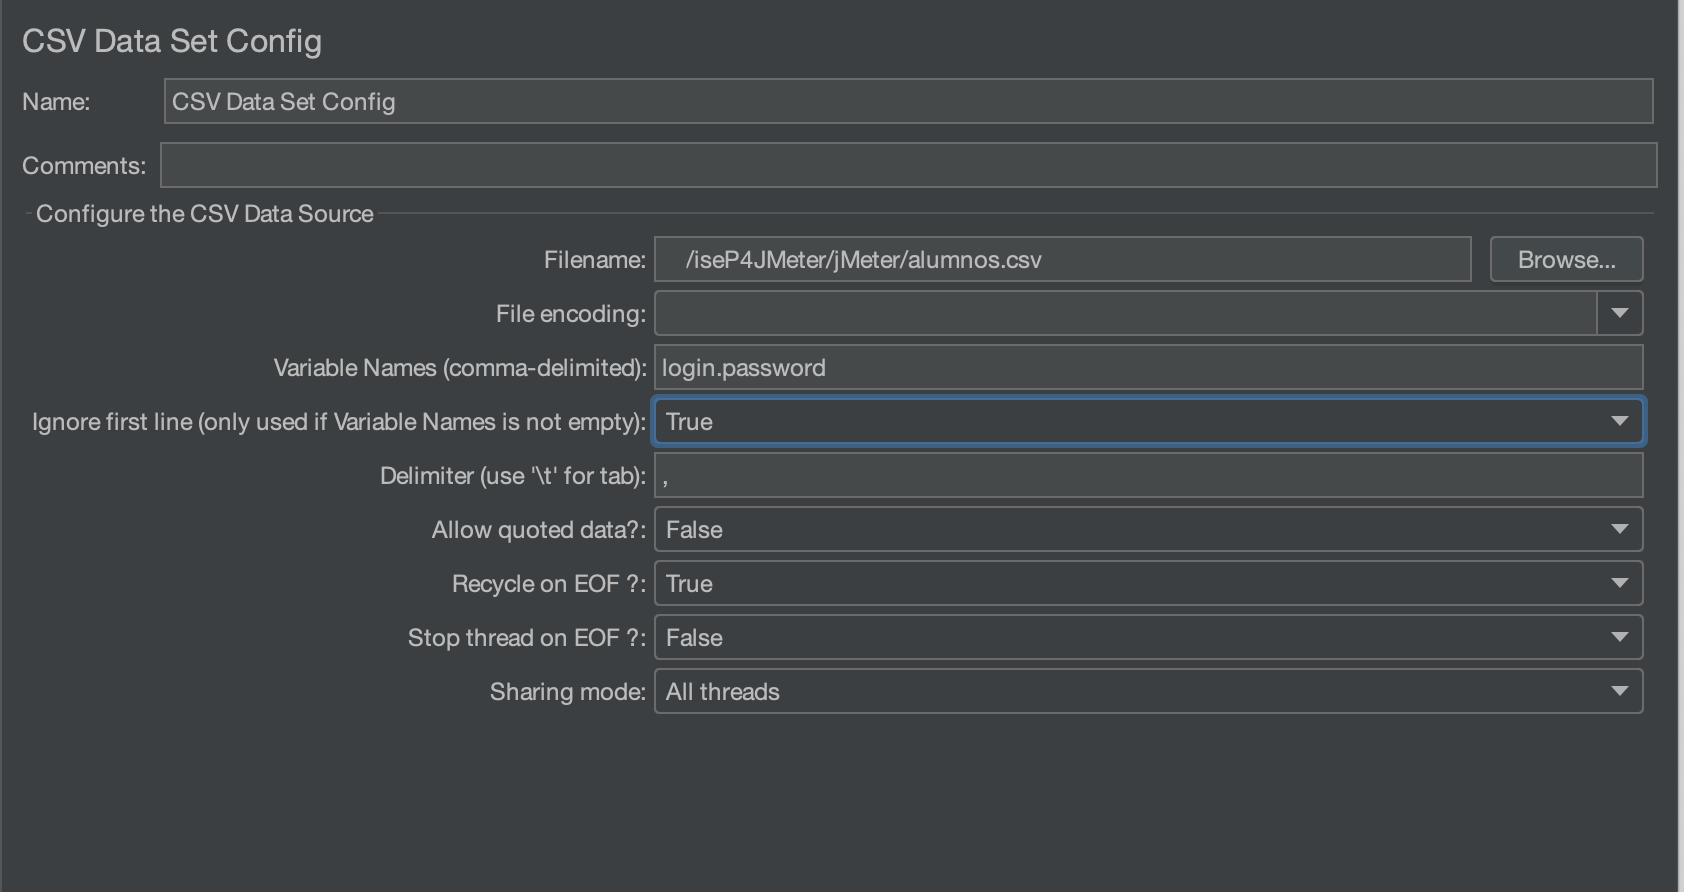 CSV Data Set Config
Name: CSV Data Set Config
Comments:
Configure the CSV Data Source
Filename: /iseP4JMeter/jMeter/alumnos.csv Browse...
File encoding:
Variable Names (comma-delimited): login.password
Ignore first line (only used if Variable Names is not empty): True
Delimiter (use '\t' for tab): ,
Allow quoted data?: False
Recycle on EOF ?: True
Stop thread on EOF ?: False
Sharing mode: All threads